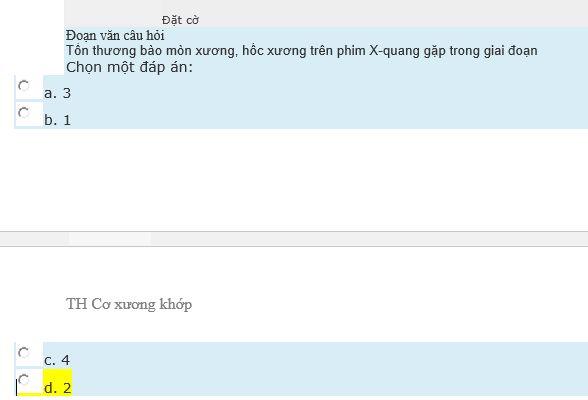 Đặt cờ
Đoạn văn câu hỏi
Tổn thương bào mòn xương, hốc xương trên phim X-quang gặp trong giai đoạn
Chọn một đáp án:
a. 3
b. 1
TH Cơ xương khớp
c. 4
d. 2